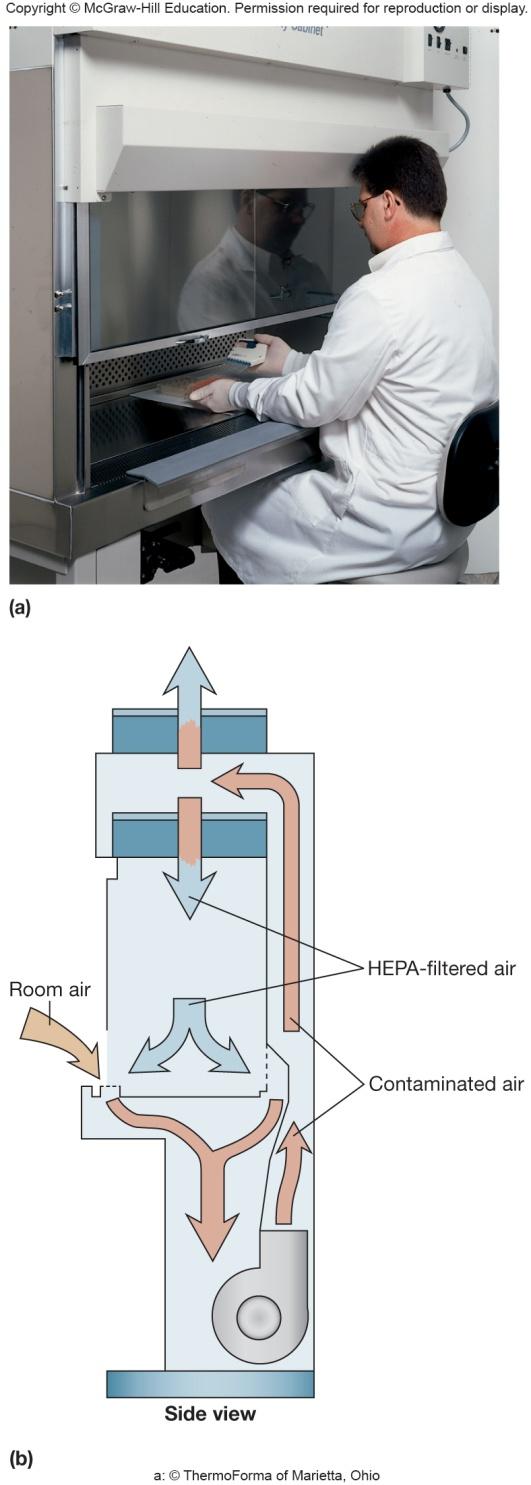 Copyright © McGraw-Hill Education. Permission required for reproduction or display.
Cabinet
(a)
HEPA-filtered air
Room air
Contaminated air
Side view
(b)
a: © ThermoForma of Marietta, Ohio